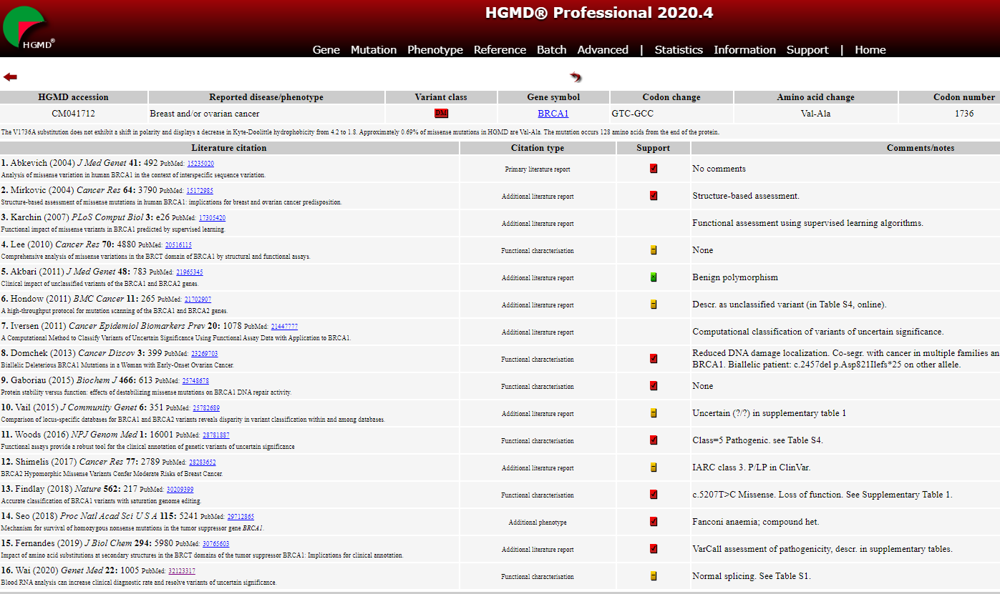 HGMD® Professional 2020.4
HGMD®
Gene Mutation Phenotype Reference Batch Advanced | Statistics Information Support | Home
HGMD accession Reported disease/phenotype Variant class Gene symbol Codon change Amino acid change Codon number
CM041712 Breast and/or ovarian cancer DM BRCA1 GTC-GCC Val-Ala 1736
The V1736A substitution does not exhibit a shift in polarity and displays a decrease in Kyte-Doolittle hydrophobicity from 4.2 to 1.8. Approximately 0.69% of missense mutations in HGMD are Val-Ala. The mutation occurs 128 amino acids from the end of the protein.
Literature citation Citation type Support Comments/notes
1. Abkevich (2004) J Med Genet 41: 492 PubMed: 15235020
Analysis of missense variation in human BRCA1 in the context of interspecific sequence variation.
Primary literature report No comments
2. Mirkovic (2004) Cancer Res 64: 3790 PubMed: 15172985
Structure-based assessment of missense mutations in human BRCA1: implications for breast and ovarian cancer predisposition.
Additional literature report Structure-based assessment.
3. Karchin (2007) PLoS Comput Biol 3: e26 PubMed: 17305420
Functional impact of missense variants in BRCA1 predicted by supervised learning.
Additional literature report Functional assessment using supervised learning algorithms.
4. Lee (2010) Cancer Res 70: 4880 PubMed: 20516115
Comprehensive analysis of missense variations in the BRCT domain of BRCA1 by structural and functional assays.
Functional characterisation None
5. Akbari (2011) J Med Genet 48: 783 PubMed: 21965345
Clinical impact of unclassified variants of the BRCA1 and BRCA2 genes.
Additional literature report Benign polymorphism
6. Hondow (2011) BMC Cancer 11: 265 PubMed: 21702907
A high-throughput protocol for mutation scanning of the BRCA1 and BRCA2 genes.
Additional literature report Descr. as unclassified variant (in Table S4, online).
7. Iversen (2011) Cancer Epidemiol Biomarkers Prev 20: 1078 PubMed: 21447777
A Computational Method to Classify Variants of Uncertain Significance Using Functional Assay Data with Application to BRCA1.
Additional literature report Computational classification of variants of uncertain significance.
8. Domchek (2013) Cancer Discov 3: 399 PubMed: 23269703
Biallelic Deleterious BRCA1 Mutations in a Woman with Early-Onset Ovarian Cancer.
Functional characterisation Reduced DNA damage localization. Co-segr. with cancer in multiple families an
BRCA1. Biallelic patient: c.2457del p.Asp821Ilefs*25 on other allele.
9. Gaboriau (2015) Biochem J 466: 613 PubMed: 25748678
Protein stability versus function: effects of destabilizing missense mutations on BRCA1 DNA repair activity.
Functional characterisation None
10. Vail (2015) J Community Genet 6: 351 PubMed: 25782689
Comparison of locus-specific databases for BRCA1 and BRCA2 variants reveals disparity in variant classification within and among databases.
Additional literature report Uncertain (?/?) in supplementary table 1
11. Woods (2016) NPJ Genom Med 1: 16001 PubMed: 28781887
Functional assays provide a robust tool for the clinical annotation of genetic variants of uncertain significance
Functional characterisation Class=5 Pathogenic. see Table S4.
12. Shimelis (2017) Cancer Res 77: 2789 PubMed: 28283652
BRCA2 Hypomorphic Missense Variants Confer Moderate Risks of Breast Cancer.
Additional literature report IARC class 3. P/LP in ClinVar.
13. Findlay (2018) Nature 562: 217 PubMed: 30209399
Accurate classification of BRCA1 variants with saturation genome editing.
Functional characterisation c.5207T>C Missense. Loss of function. See Supplementary Table 1.
14. Seo (2018) Proc Natl Acad Sci U S A 115: 5241 PubMed: 29712865
Mechanism for survival of homozygous nonsense mutations in the tumor suppressor gene BRCA1.
Additional phenotype Fanconi anaemia; compound het.
15. Fernandes (2019) J Biol Chem 294: 5980 PubMed: 30765603
Impact of amino acid substitutions at secondary structures in the BRCT domains of the tumor suppressor BRCA1: Implications for clinical annotation.
Additional literature report VarCall assessment of pathogenicity, descr. in supplementary tables.
16. Wai (2020) Genet Med 22: 1005 PubMed: 32123317
Blood RNA analysis can increase clinical diagnostic rate and resolve variants of uncertain significance.
Functional characterisation Normal splicing. See Table S1.